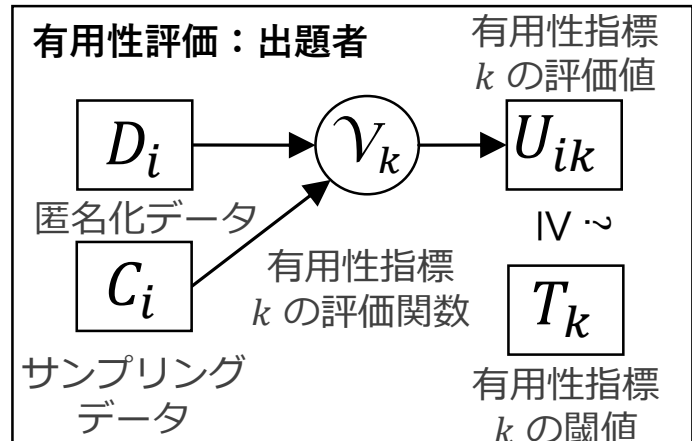 有用性評価：出題者
有用性指標
k の評価値
D_i
𝒱_k
U_{ik}
匿名化データ
≥ ?
C_i
有用性指標
k の評価関数
T_k
サンプリング
データ
有用性指標
k の閾値